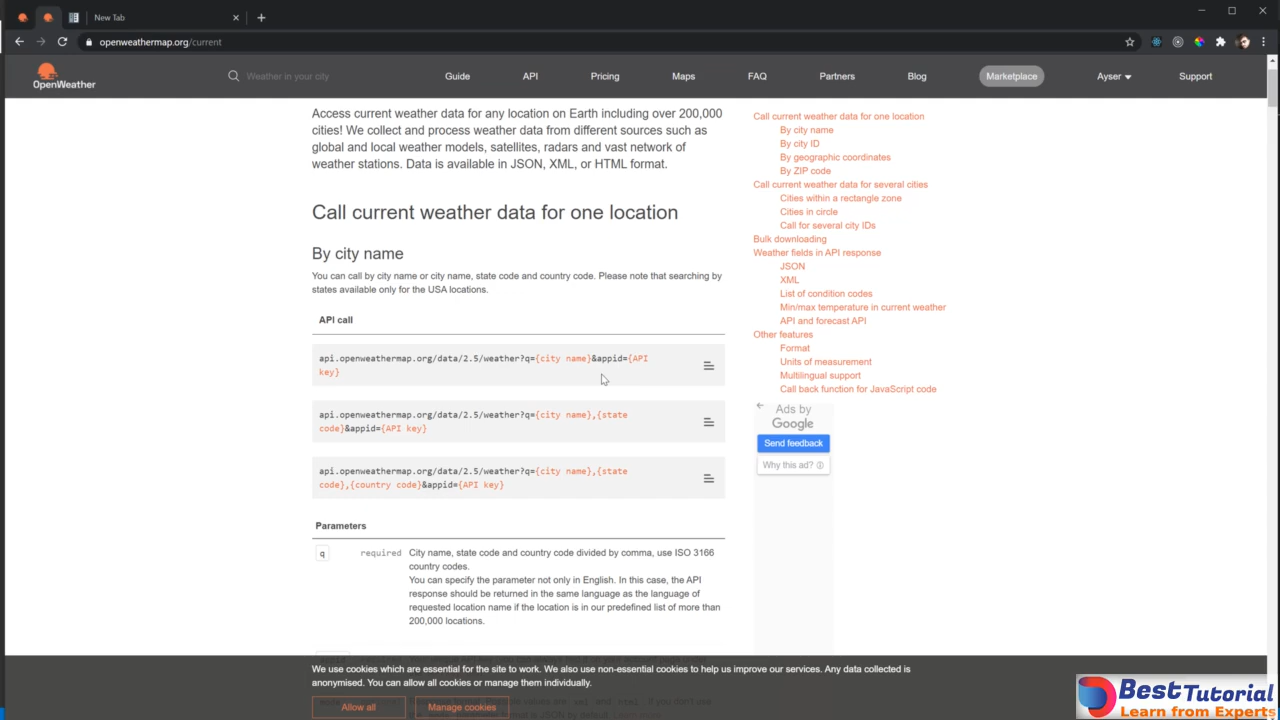 New Tab
openweathermap.org/current
OpenWeather
Weather in your city
Guide
API
Pricing
Maps
FAQ
Partners
Blog
Marketplace
Ayser
Support
Access current weather data for any location on Earth including over 200,000
cities! We collect and process weather data from different sources such as
global and local weather models, satellites, radars and vast network of
weather stations. Data is available in JSON, XML, or HTML format.
Call current weather data for one location
By city name
You can call by city name or city name, state code and country code. Please note that searching by
states available only for the USA locations.
API call
api.openweathermap.org/data/2.5/weather?q={city name}&appid={API
key}
api.openweathermap.org/data/2.5/weather?q={city name},{state
code}&appid={API key}
api.openweathermap.org/data/2.5/weather?q={city name},{state
code},{country code}&appid={API key}
Parameters
q required City name, state code and country code divided by comma, use ISO 3166
country codes.
You can specify the parameter not only in English. In this case, the API
response should be returned in the same language as the language of
requested location name if the location is in our predefined list of more than
200,000 locations.
Call current weather data for one location
By city name
By city ID
By geographic coordinates
By ZIP code
Call current weather data for several cities
Cities within a rectangle zone
Cities in circle
Call for several city IDs
Bulk downloading
Weather fields in API response
JSON
XML
List of condition codes
Min/max temperature in current weather
API and forecast API
Other features
Format
Units of measurement
Multilingual support
Call back function for JavaScript code
Ads by
Google
Send feedback
Why this ad?
We use cookies which are essential for the site to work. We also use non-essential cookies to help us improve our services. Any data collected is
anonymised. You can allow all cookies or manage them individually.
Allow all
Manage cookies
BestTutorial
Learn from Experts